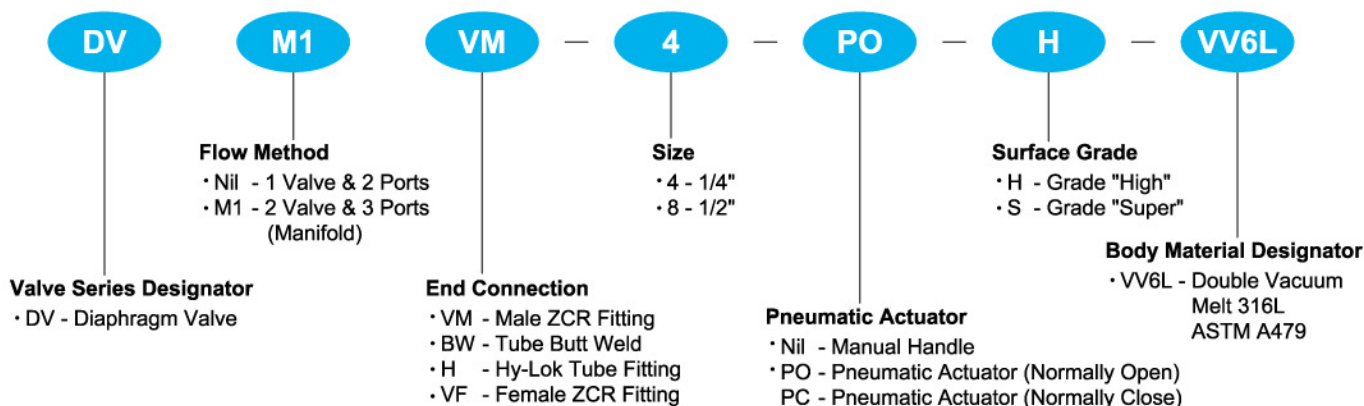 DV M1 VM — 4 — PO — H — VV6L
Flow Method
· Nil - 1 Valve & 2 Ports
· M1 - 2 Valve & 3 Ports
(Manifold)
Size
· 4 - 1/4"
· 8 - 1/2"
Surface Grade
· H - Grade "High"
· S - Grade "Super"
Valve Series Designator
· DV - Diaphragm Valve
End Connection
· VM - Male ZCR Fitting
· BW - Tube Butt Weld
· H - Hy-Lok Tube Fitting
· VF - Female ZCR Fitting
Pneumatic Actuator
· Nil - Manual Handle
· PO - Pneumatic Actuator (Normally Open)
PC - Pneumatic Actuator (Normally Close)
Body Material Designator
· VV6L - Double Vacuum
Melt 316L
ASTM A479